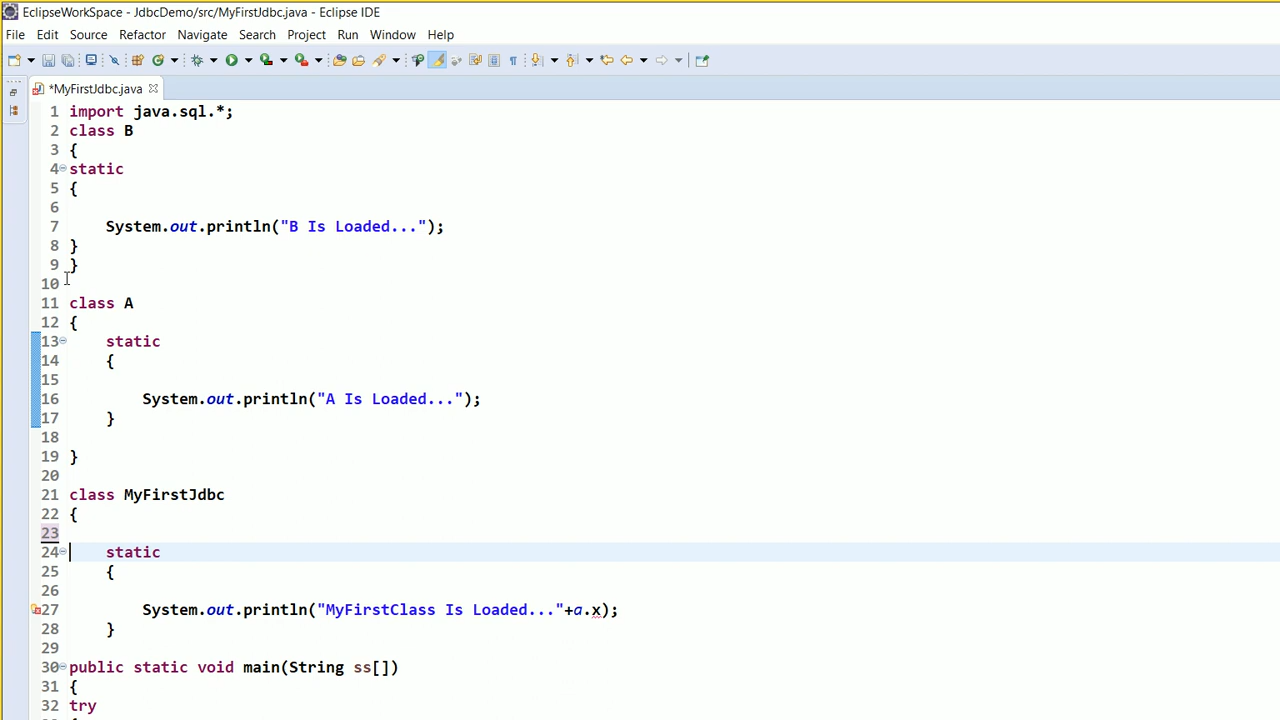 EclipseWorkSpace - JdbcDemo/src/MyFirstJdbc.java - Eclipse IDE
File Edit Source Refactor Navigate Search Project Run Window Help
*MyFirstJdbc.java
1 import java.sql.*;
2 class B
3 {
4 static
5 {
6
7 System.out.println("B Is Loaded...");
8 }
9 }
10
11 class A
12 {
13 static
14 {
15
16 System.out.println("A Is Loaded...");
17 }
18
19 }
20
21 class MyFirstJdbc
22 {
23
24 static
25 {
26
27 System.out.println("MyFirstClass Is Loaded..."+a.x);
28 }
29
30 public static void main(String ss[])
31 {
32 try